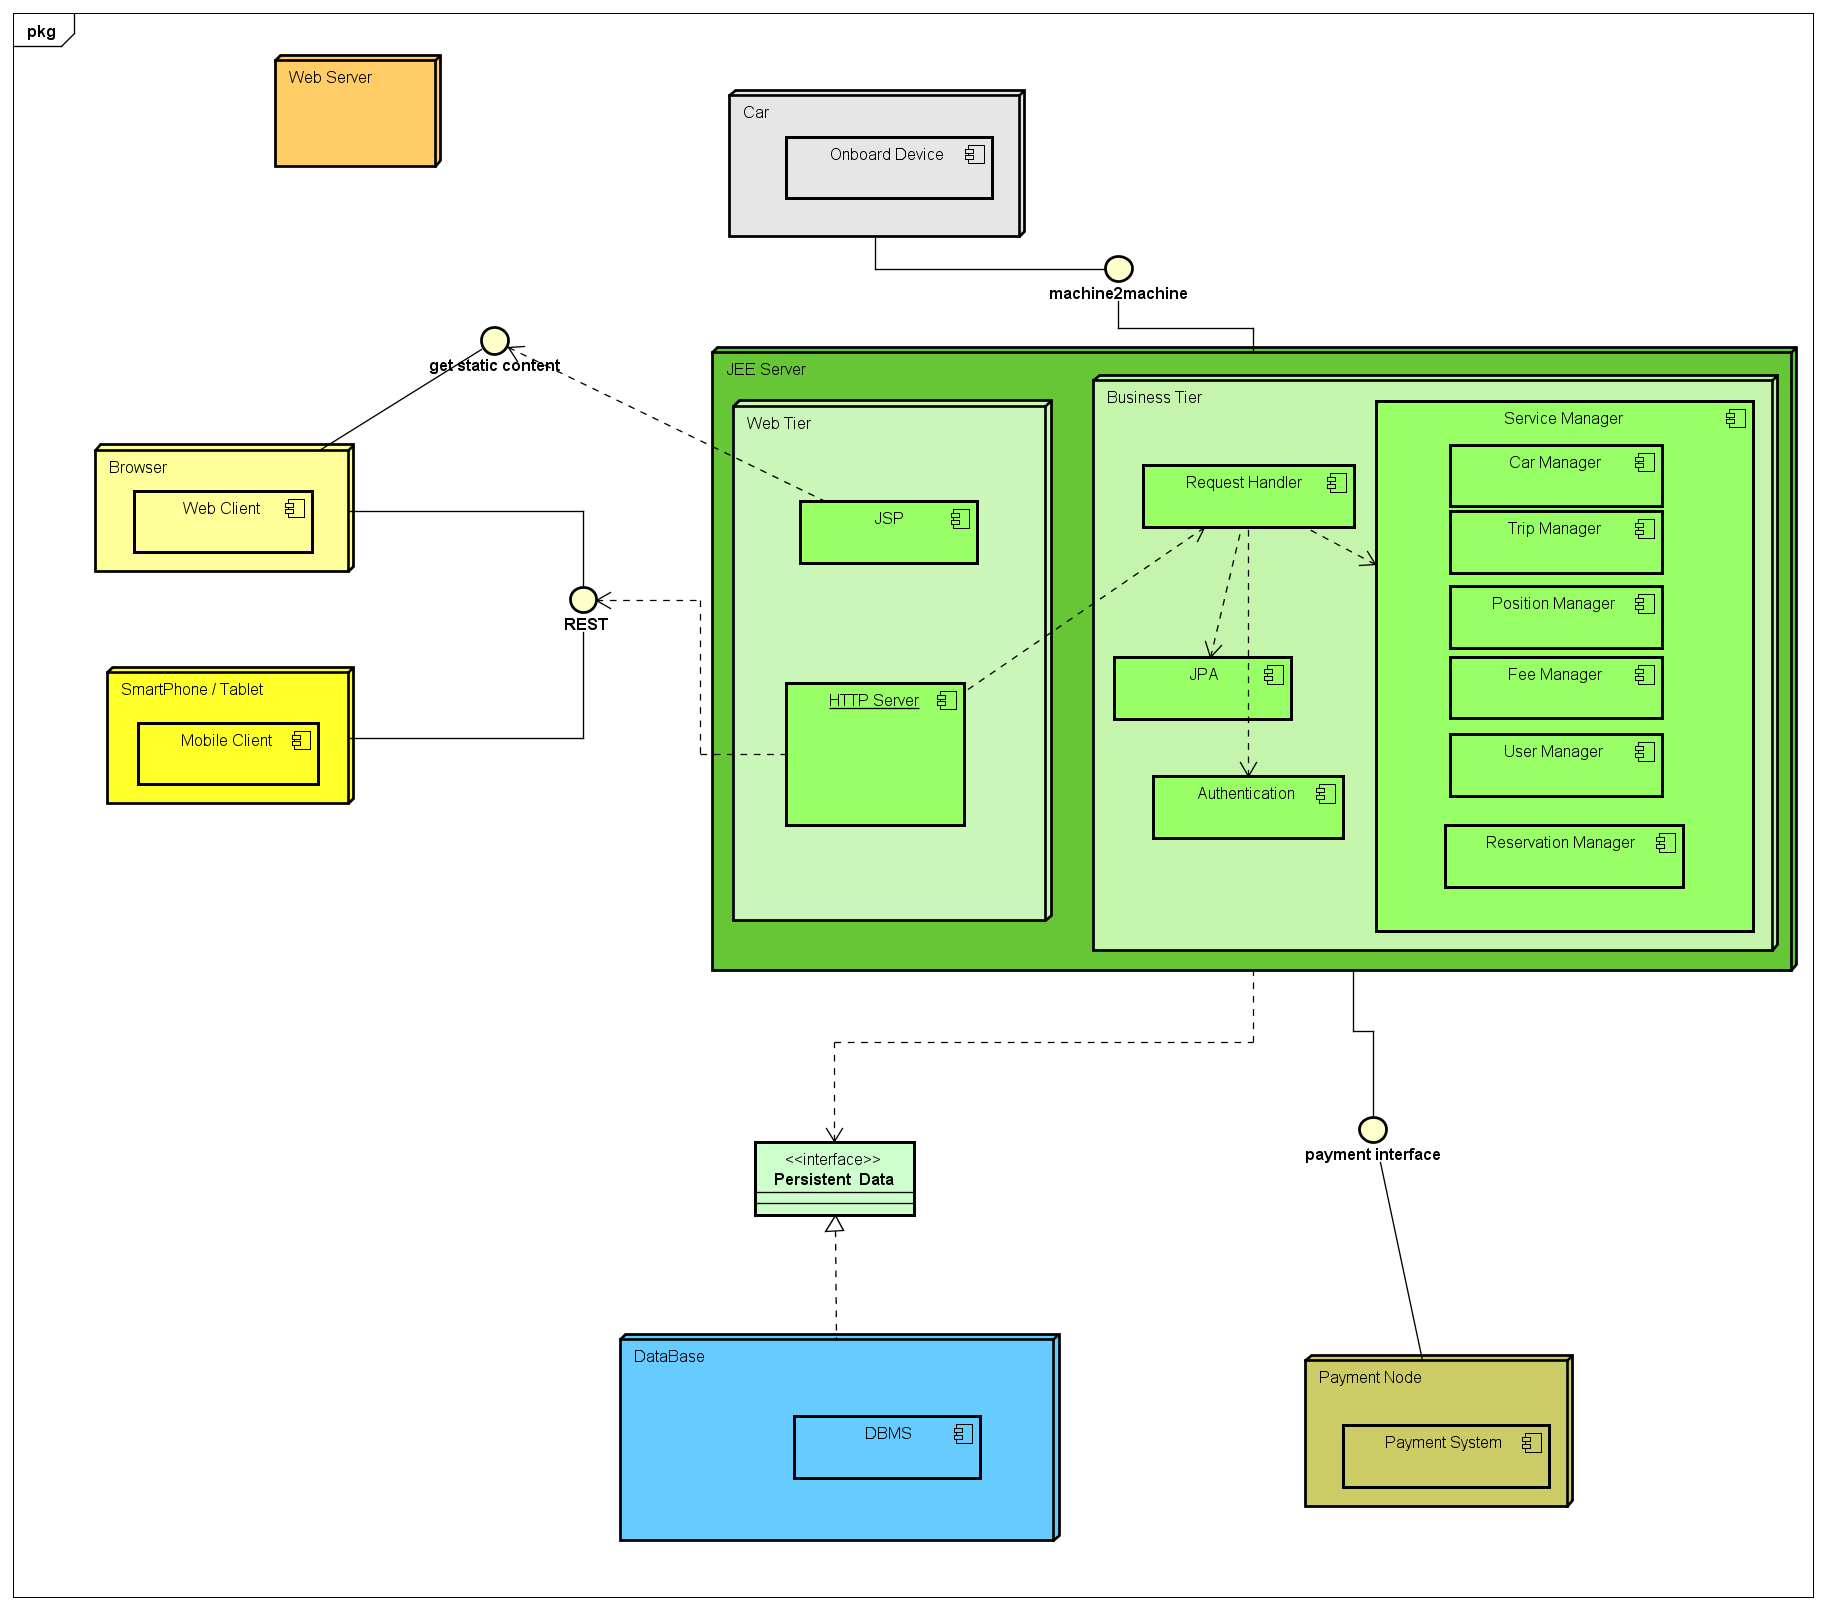 pkg
Web Server
Car
Onboard Device
machine2machine
get static content
JEE Server
Business Tier
Web Tier
Service Manager
Car Manager
Browser
Request Handler
Web Client
JSP
Trip Manager
Position Manager
REST
SmartPhone / Tablet
HTTP Server
JPA
Fee Manager
Mobile Client
User Manager
Authentication
Reservation Manager
<<interface>>
Persistent Data
payment interface
DataBase
Payment Node
DBMS
Payment System